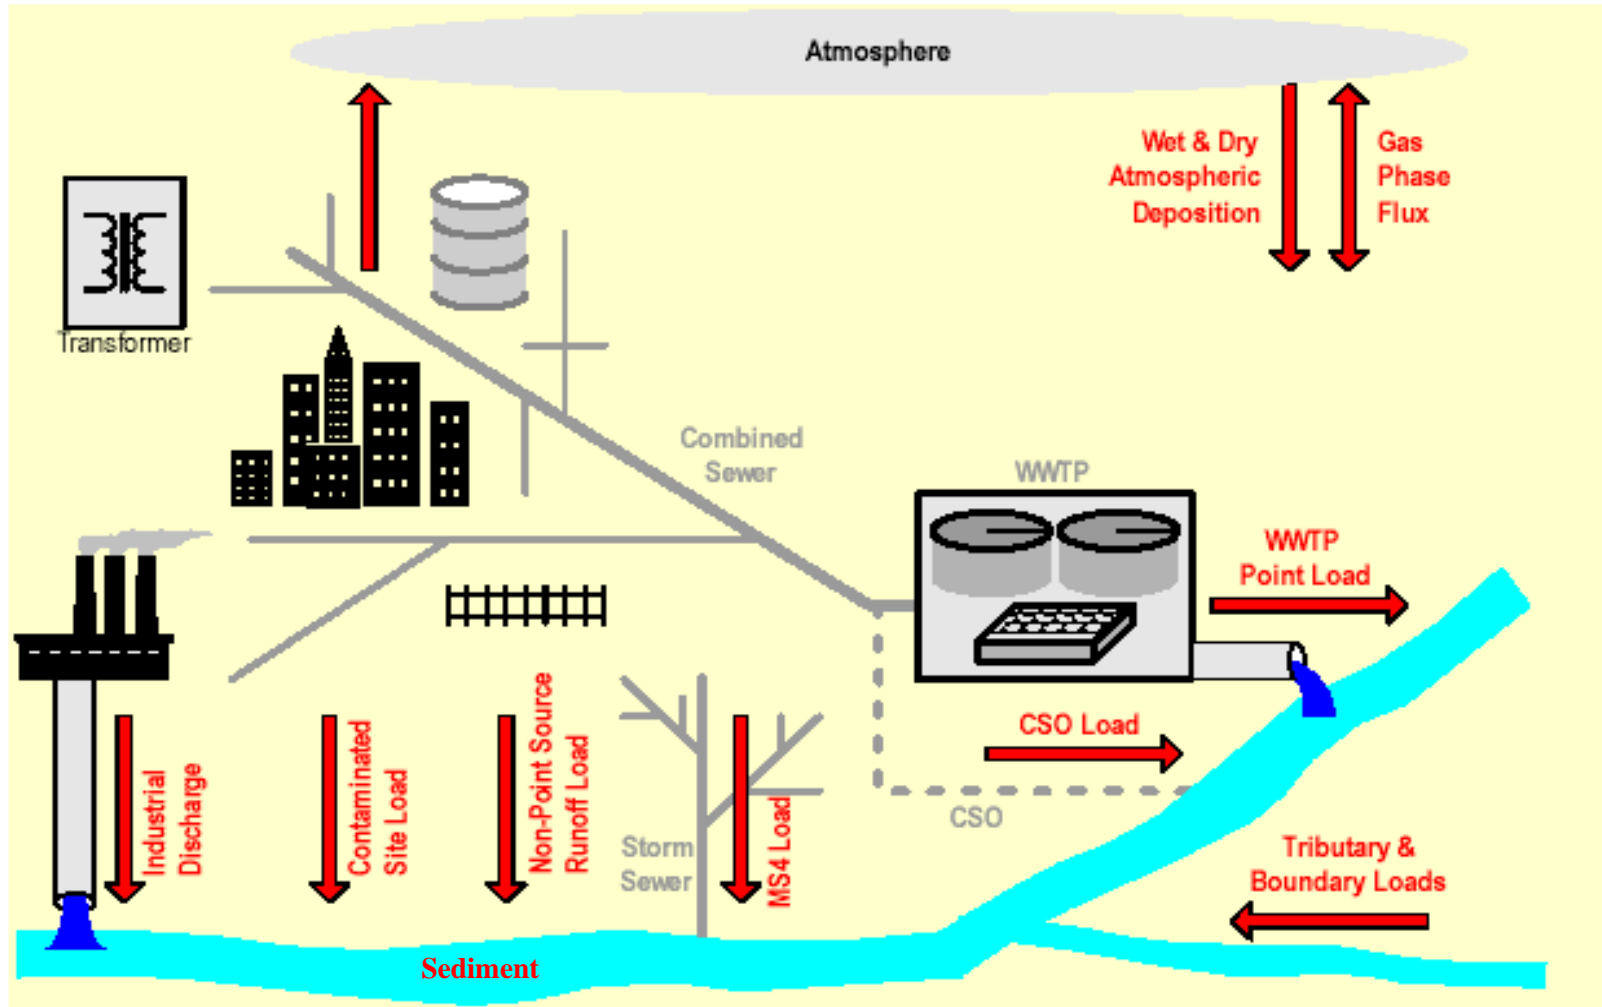 Atmosphere
Wet & Dry
Atmospheric
Deposition
Gas
Phase
Flux
Transformer
Combined
Sewer
WWTP
WWTP
Point Load
CSO Load
CSO
Industrial
Discharge
Contaminated
Site Load
Non-Point Source
Runoff Load
Storm
Sewer
MS4 Load
Tributary &
Boundary Loads
Sediment